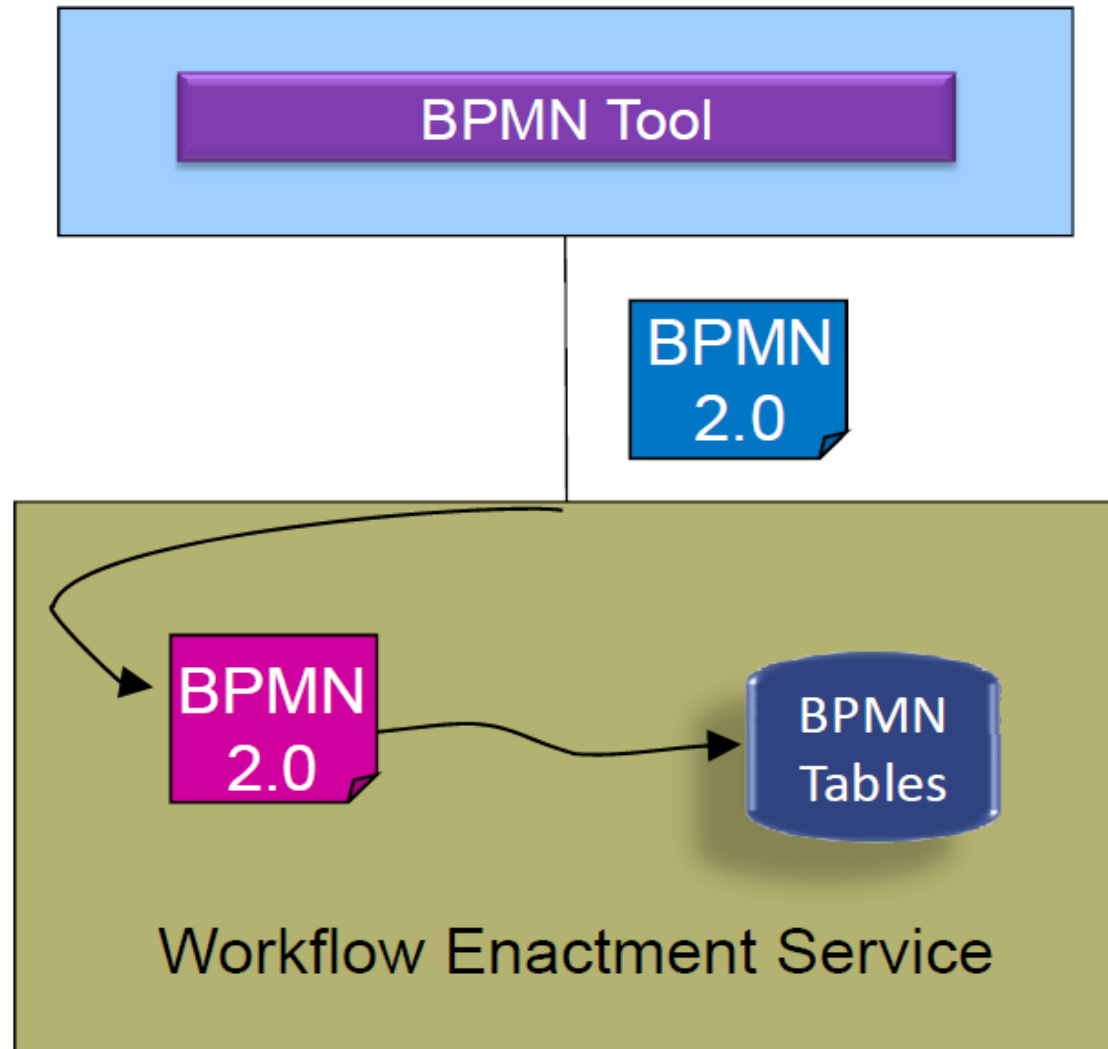 BPMN Tool
BPMN
2.0
BPMN
2.0
BPMN
Tables
Workflow Enactment Service